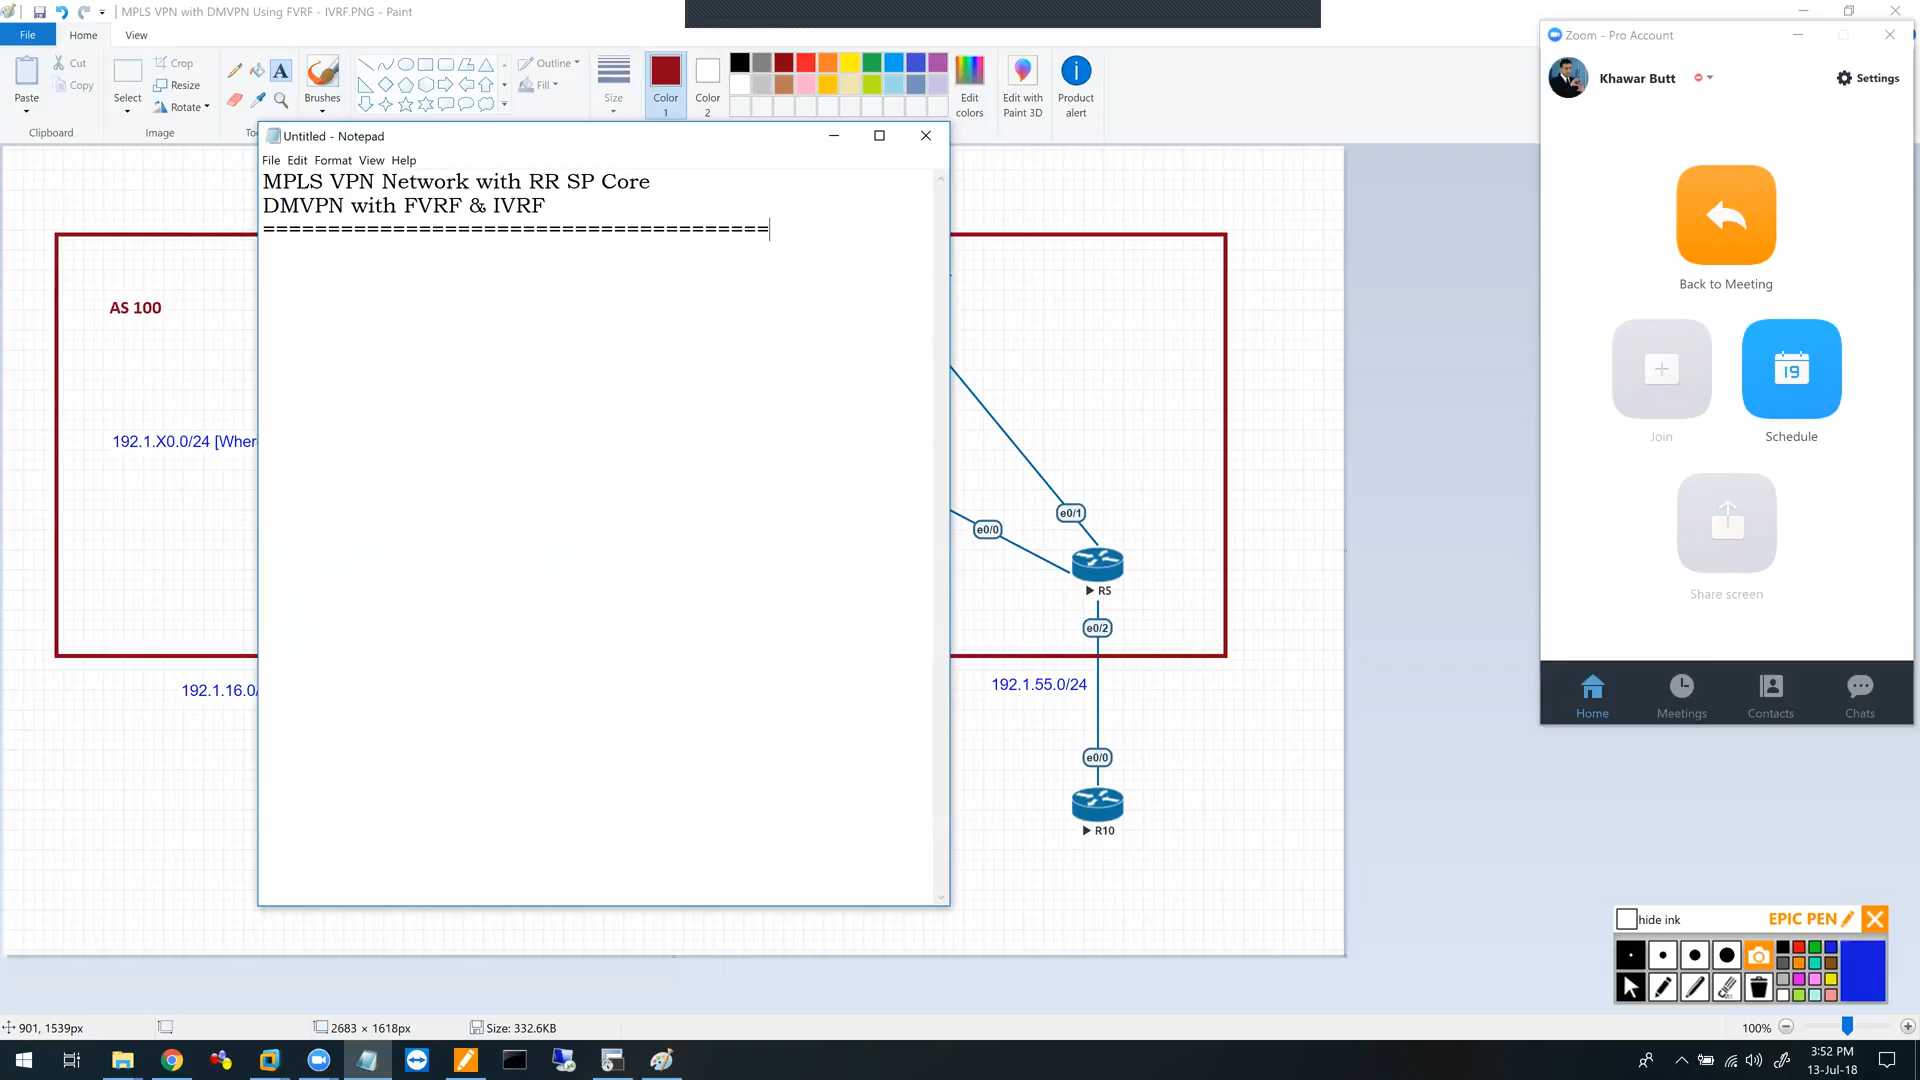 MPLS VPN with DMVPN Using FVRF - IVRF.PNG - Paint
File Home View
Paste
Cut
Copy
Clipboard
Select
Crop
Resize
Rotate
Image
Brushes
Outline
Fill
Size
Color 1
Color 2
Edit colors
Edit with Paint 3D
Product alert
Untitled - Notepad
File Edit Format View Help
MPLS VPN Network with RR SP Core
DMVPN with FVRF & IVRF
=======================================
AS 100
192.1.X0.0/24 [Wher
192.1.16.0/
e0/1
e0/0
R5
e0/2
192.1.55.0/24
e0/0
R10
Zoom - Pro Account
Khawar Butt
Settings
Back to Meeting
19
Join
Schedule
Share screen
Home
Meetings
Contacts
Chats
hide ink
EPIC PEN
901, 1539px
2683 × 1618px
Size: 332.6KB
100%
3:52 PM
13-Jul-18